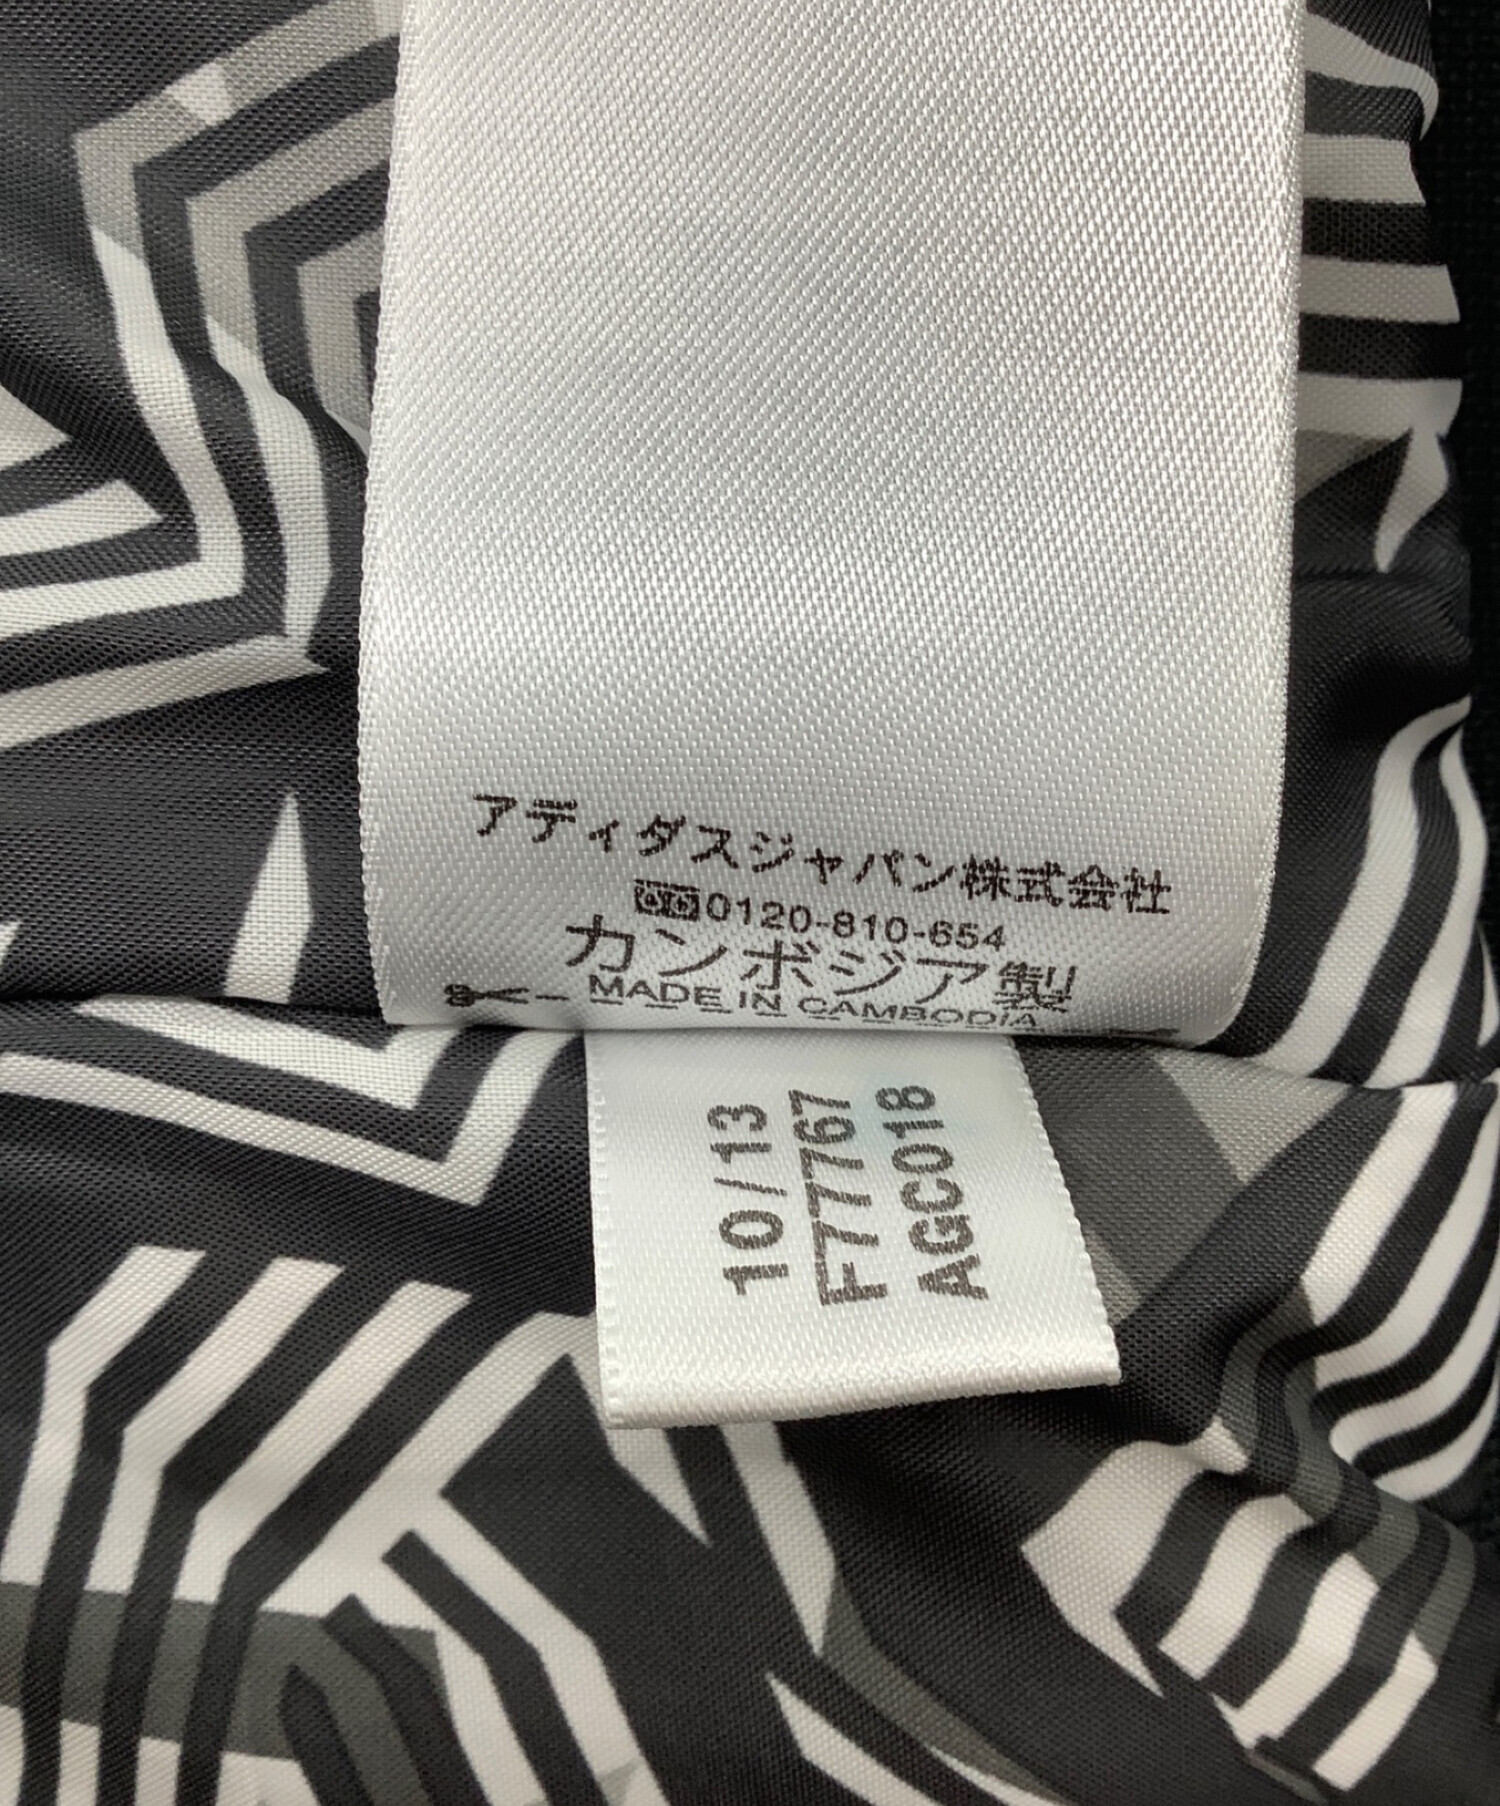 アディダスジャパン株式会社
0120-810-654
カンボジア製
MADE IN CAMBODIA
10/13
F77767
AGC018